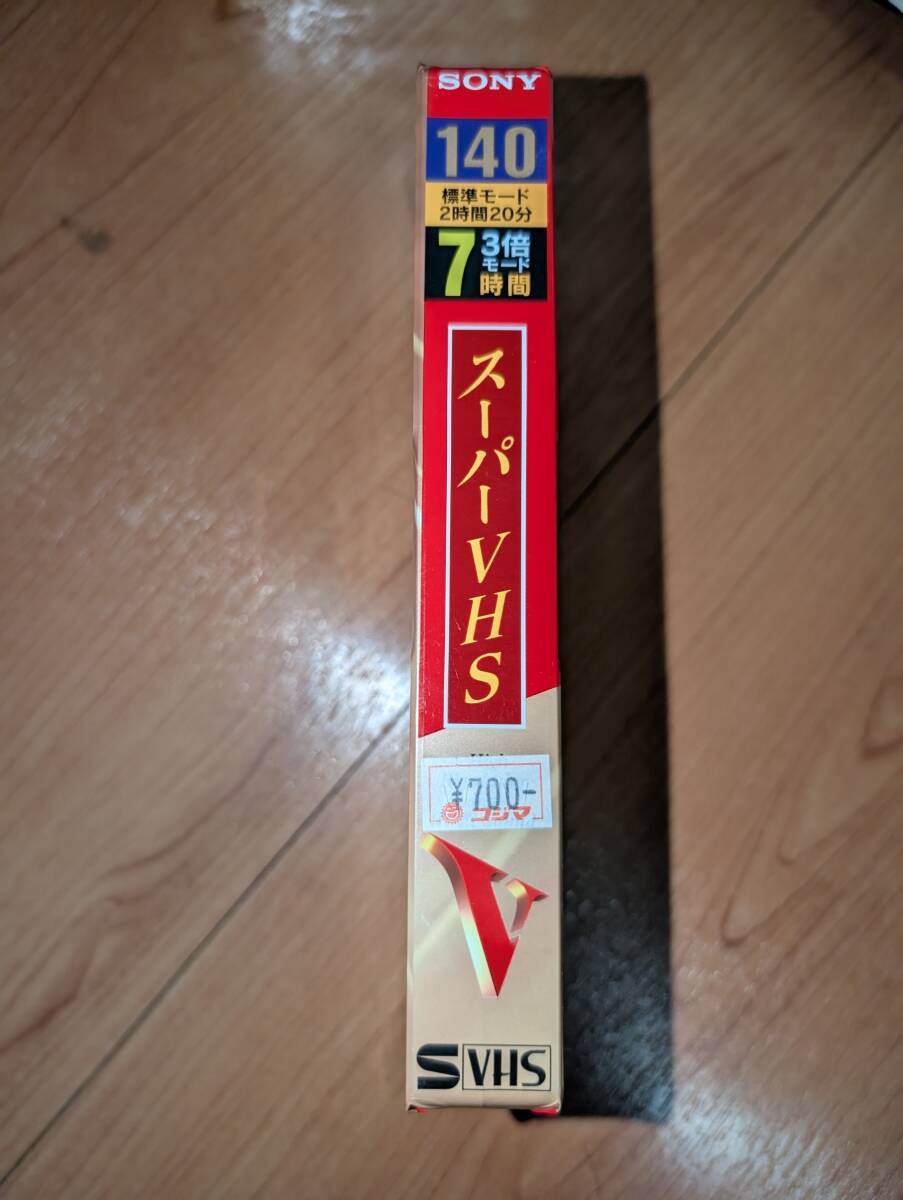 SONY
140
標準モード
2時間20分
7 3倍
モード
時間
スーパーVHS
¥700-
コジマ
V
S VHS